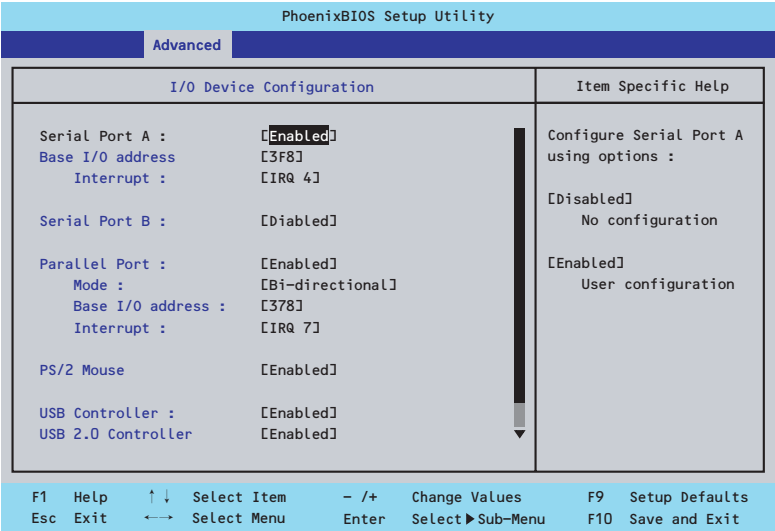 PhoenixBIOS Setup Utility
Advanced
I/O Device Configuration
Serial Port A : [Enabled]
Base I/O address [3F8]
Interrupt : [IRQ 4]
Serial Port B : [Diabled]
Parallel Port : [Enabled]
Mode : [Bi-directional]
Base I/O address : [378]
Interrupt : [IRQ 7]
PS/2 Mouse [Enabled]
USB Controller : [Enabled]
USB 2.0 Controller [Enabled]
Item Specific Help
Configure Serial Port A
using options :
[Disabled]
No configuration
[Enabled]
User configuration
F1 Help ↑↓ Select Item - /+ Change Values F9 Setup Defaults
Esc Exit ←→ Select Menu Enter Select ▶ Sub-Menu F10 Save and Exit